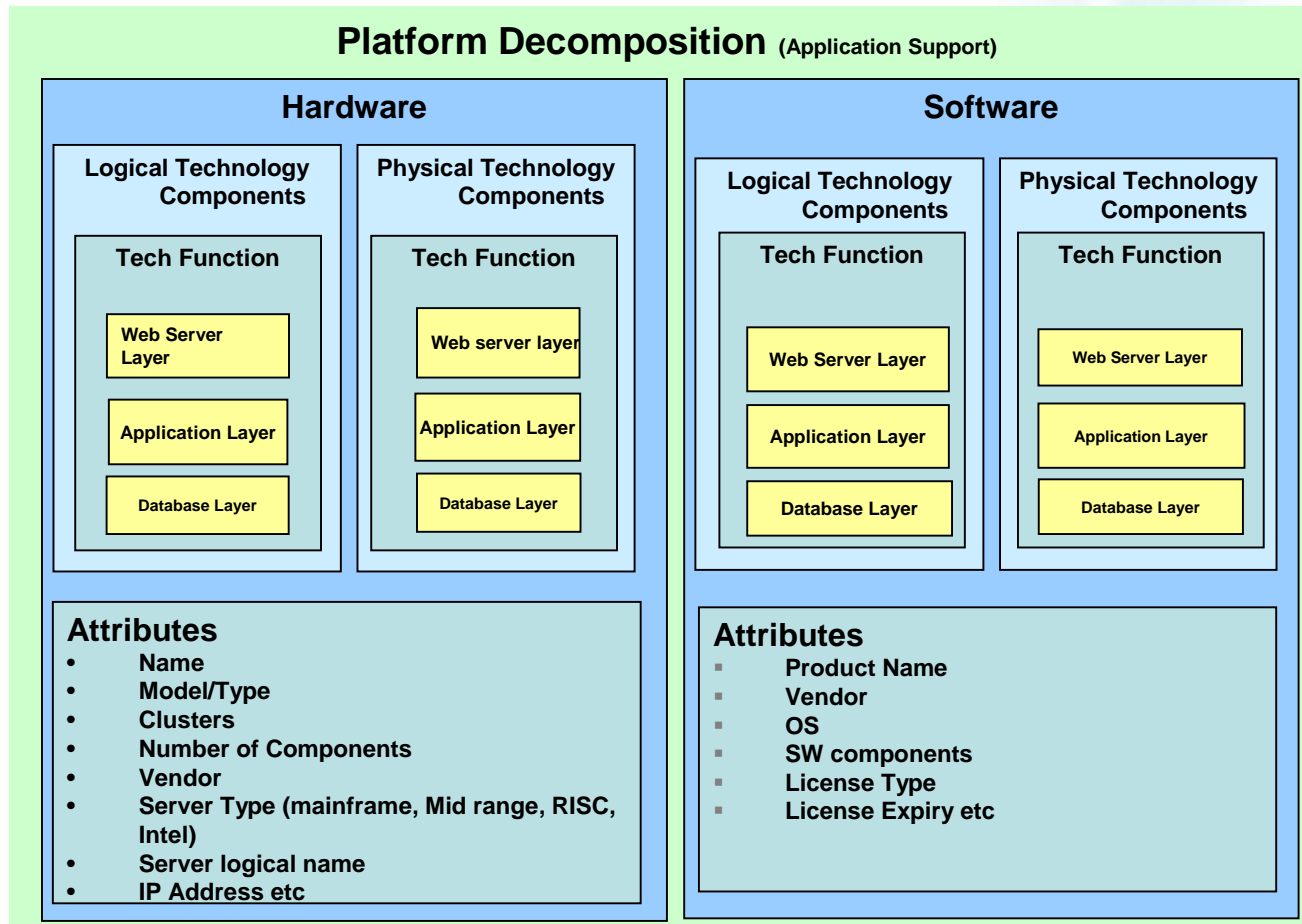 Platform Decomposition (Application Support)
Hardware
Logical Technology
Components
Tech Function
Web Server
Layer
Application Layer
Database Layer
Physical Technology
Components
Tech Function
Web server layer
Application Layer
Database Layer
Attributes
• Name
• Model/Type
• Clusters
• Number of Components
• Vendor
• Server Type (mainframe, Mid range, RISC,
Intel)
• Server logical name
• IP Address etc
Software
Logical Technology
Components
Tech Function
Web Server Layer
Application Layer
Database Layer
Physical Technology
Components
Tech Function
Web Server Layer
Application Layer
Database Layer
Attributes
▪ Product Name
▪ Vendor
▪ OS
▪ SW components
▪ License Type
▪ License Expiry etc